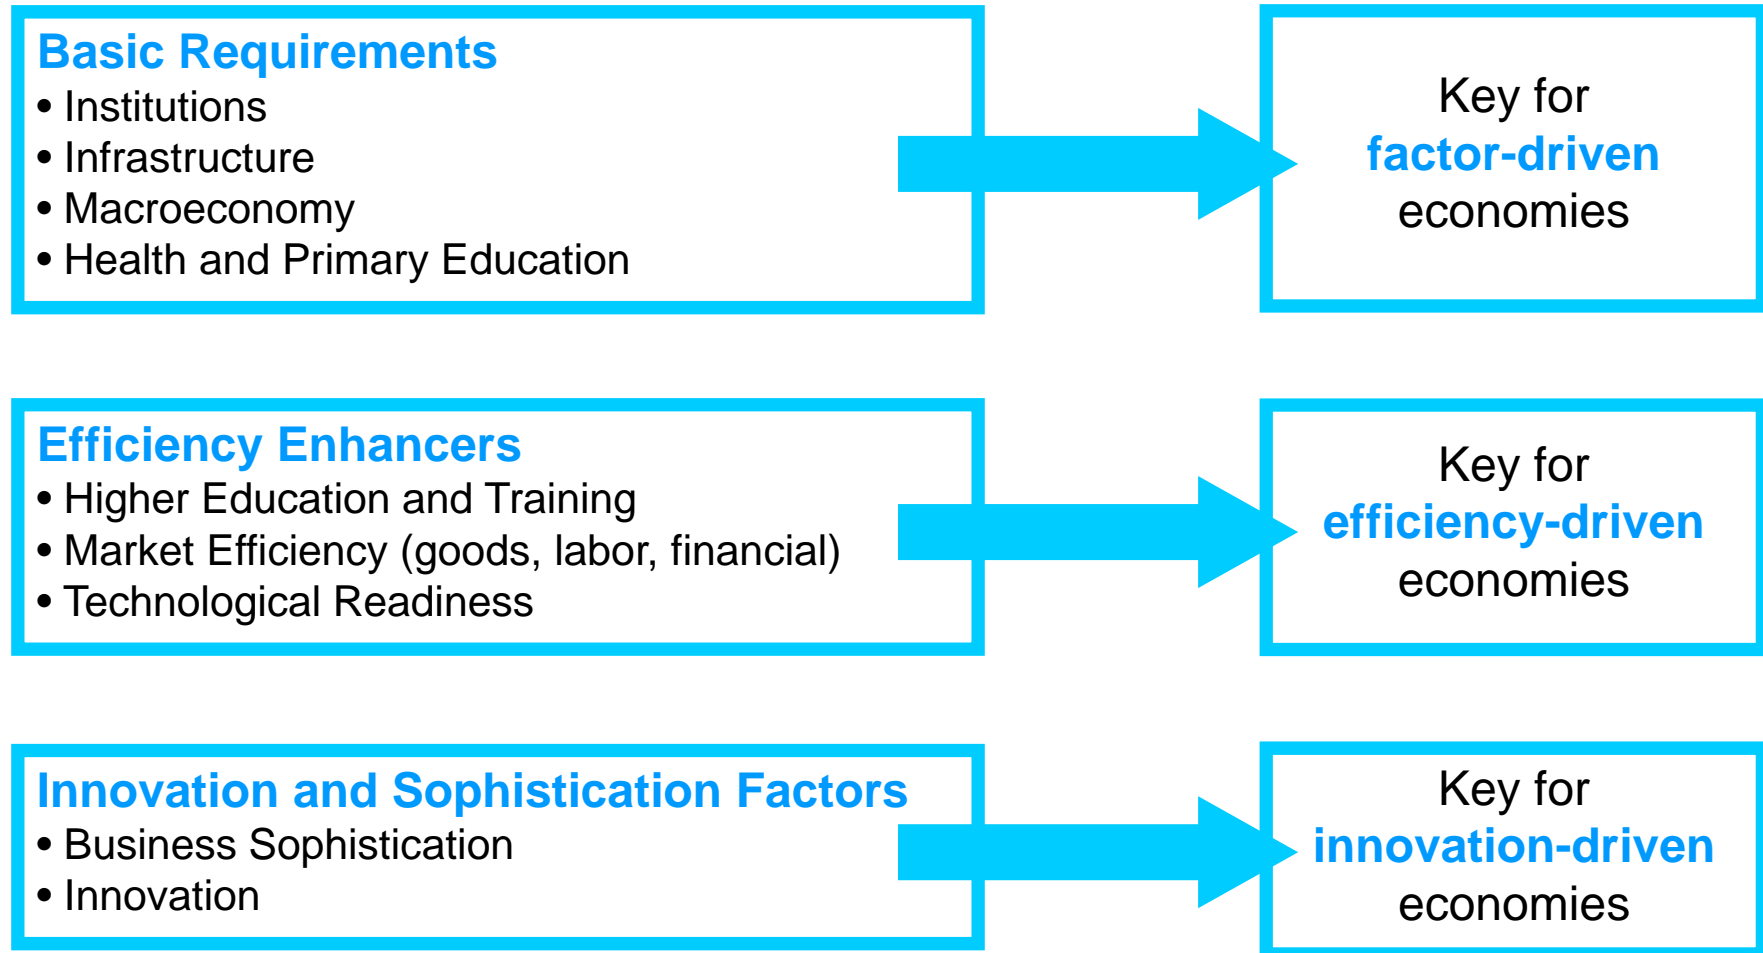 Basic Requirements
• Institutions
• Infrastructure
• Macroeconomy
• Health and Primary Education
Key for
factor-driven
economies
Efficiency Enhancers
• Higher Education and Training
• Market Efficiency (goods, labor, financial)
• Technological Readiness
Key for
efficiency-driven
economies
Innovation and Sophistication Factors
• Business Sophistication
• Innovation
Key for
innovation-driven
economies